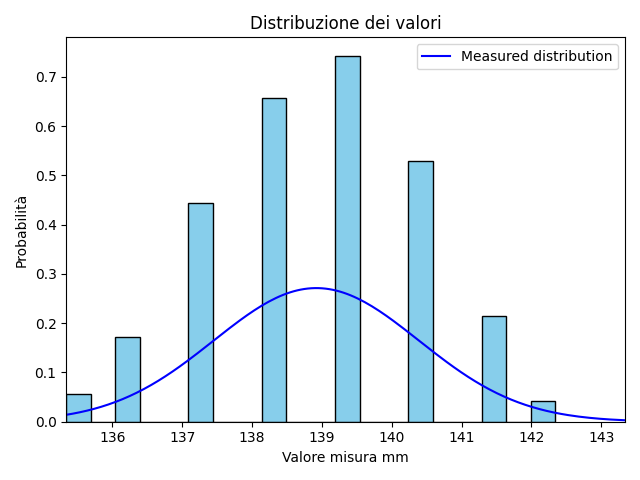 Distribuzione dei valori
Measured distribution
Probabilità
0.7
0.6
0.5
0.4
0.3
0.2
0.1
0.0
136 137 138 139 140 141 142 143
Valore misura mm